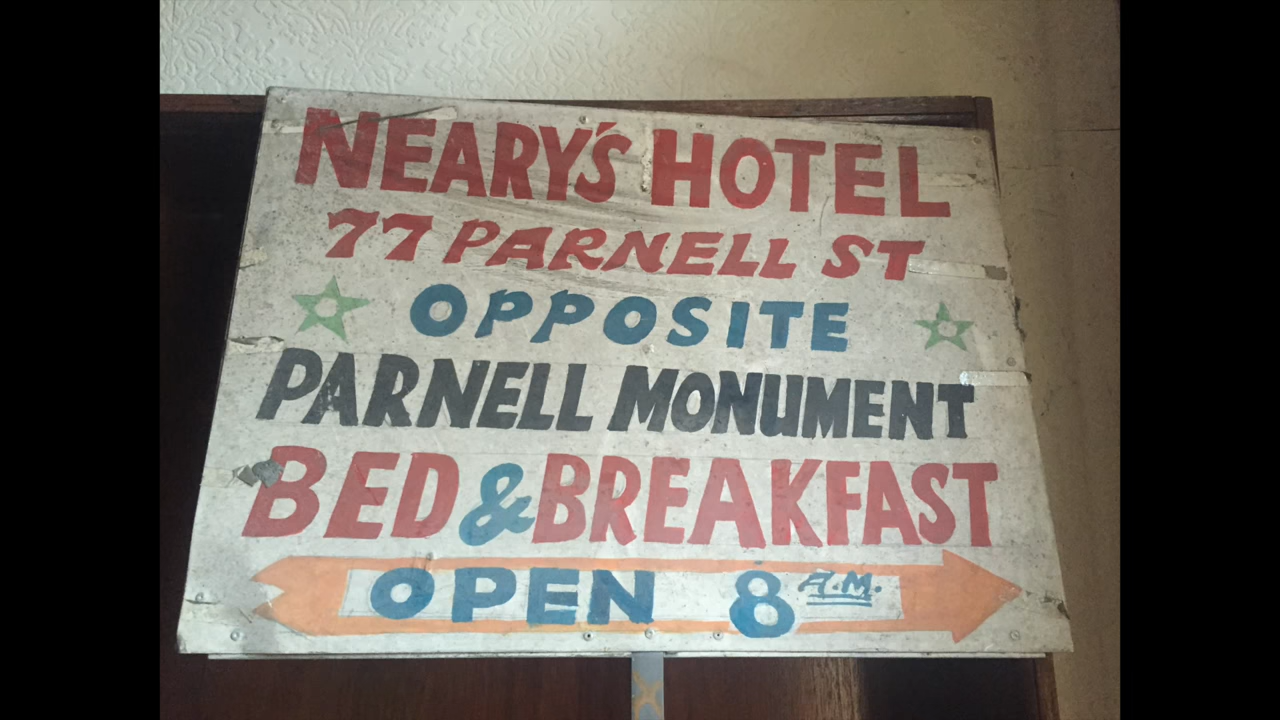 NEARY'S HOTEL
77 PARNELL ST
OPPOSITE
PARNELL MONUMENT
BED & BREAKFAST
OPEN 8 A.M.